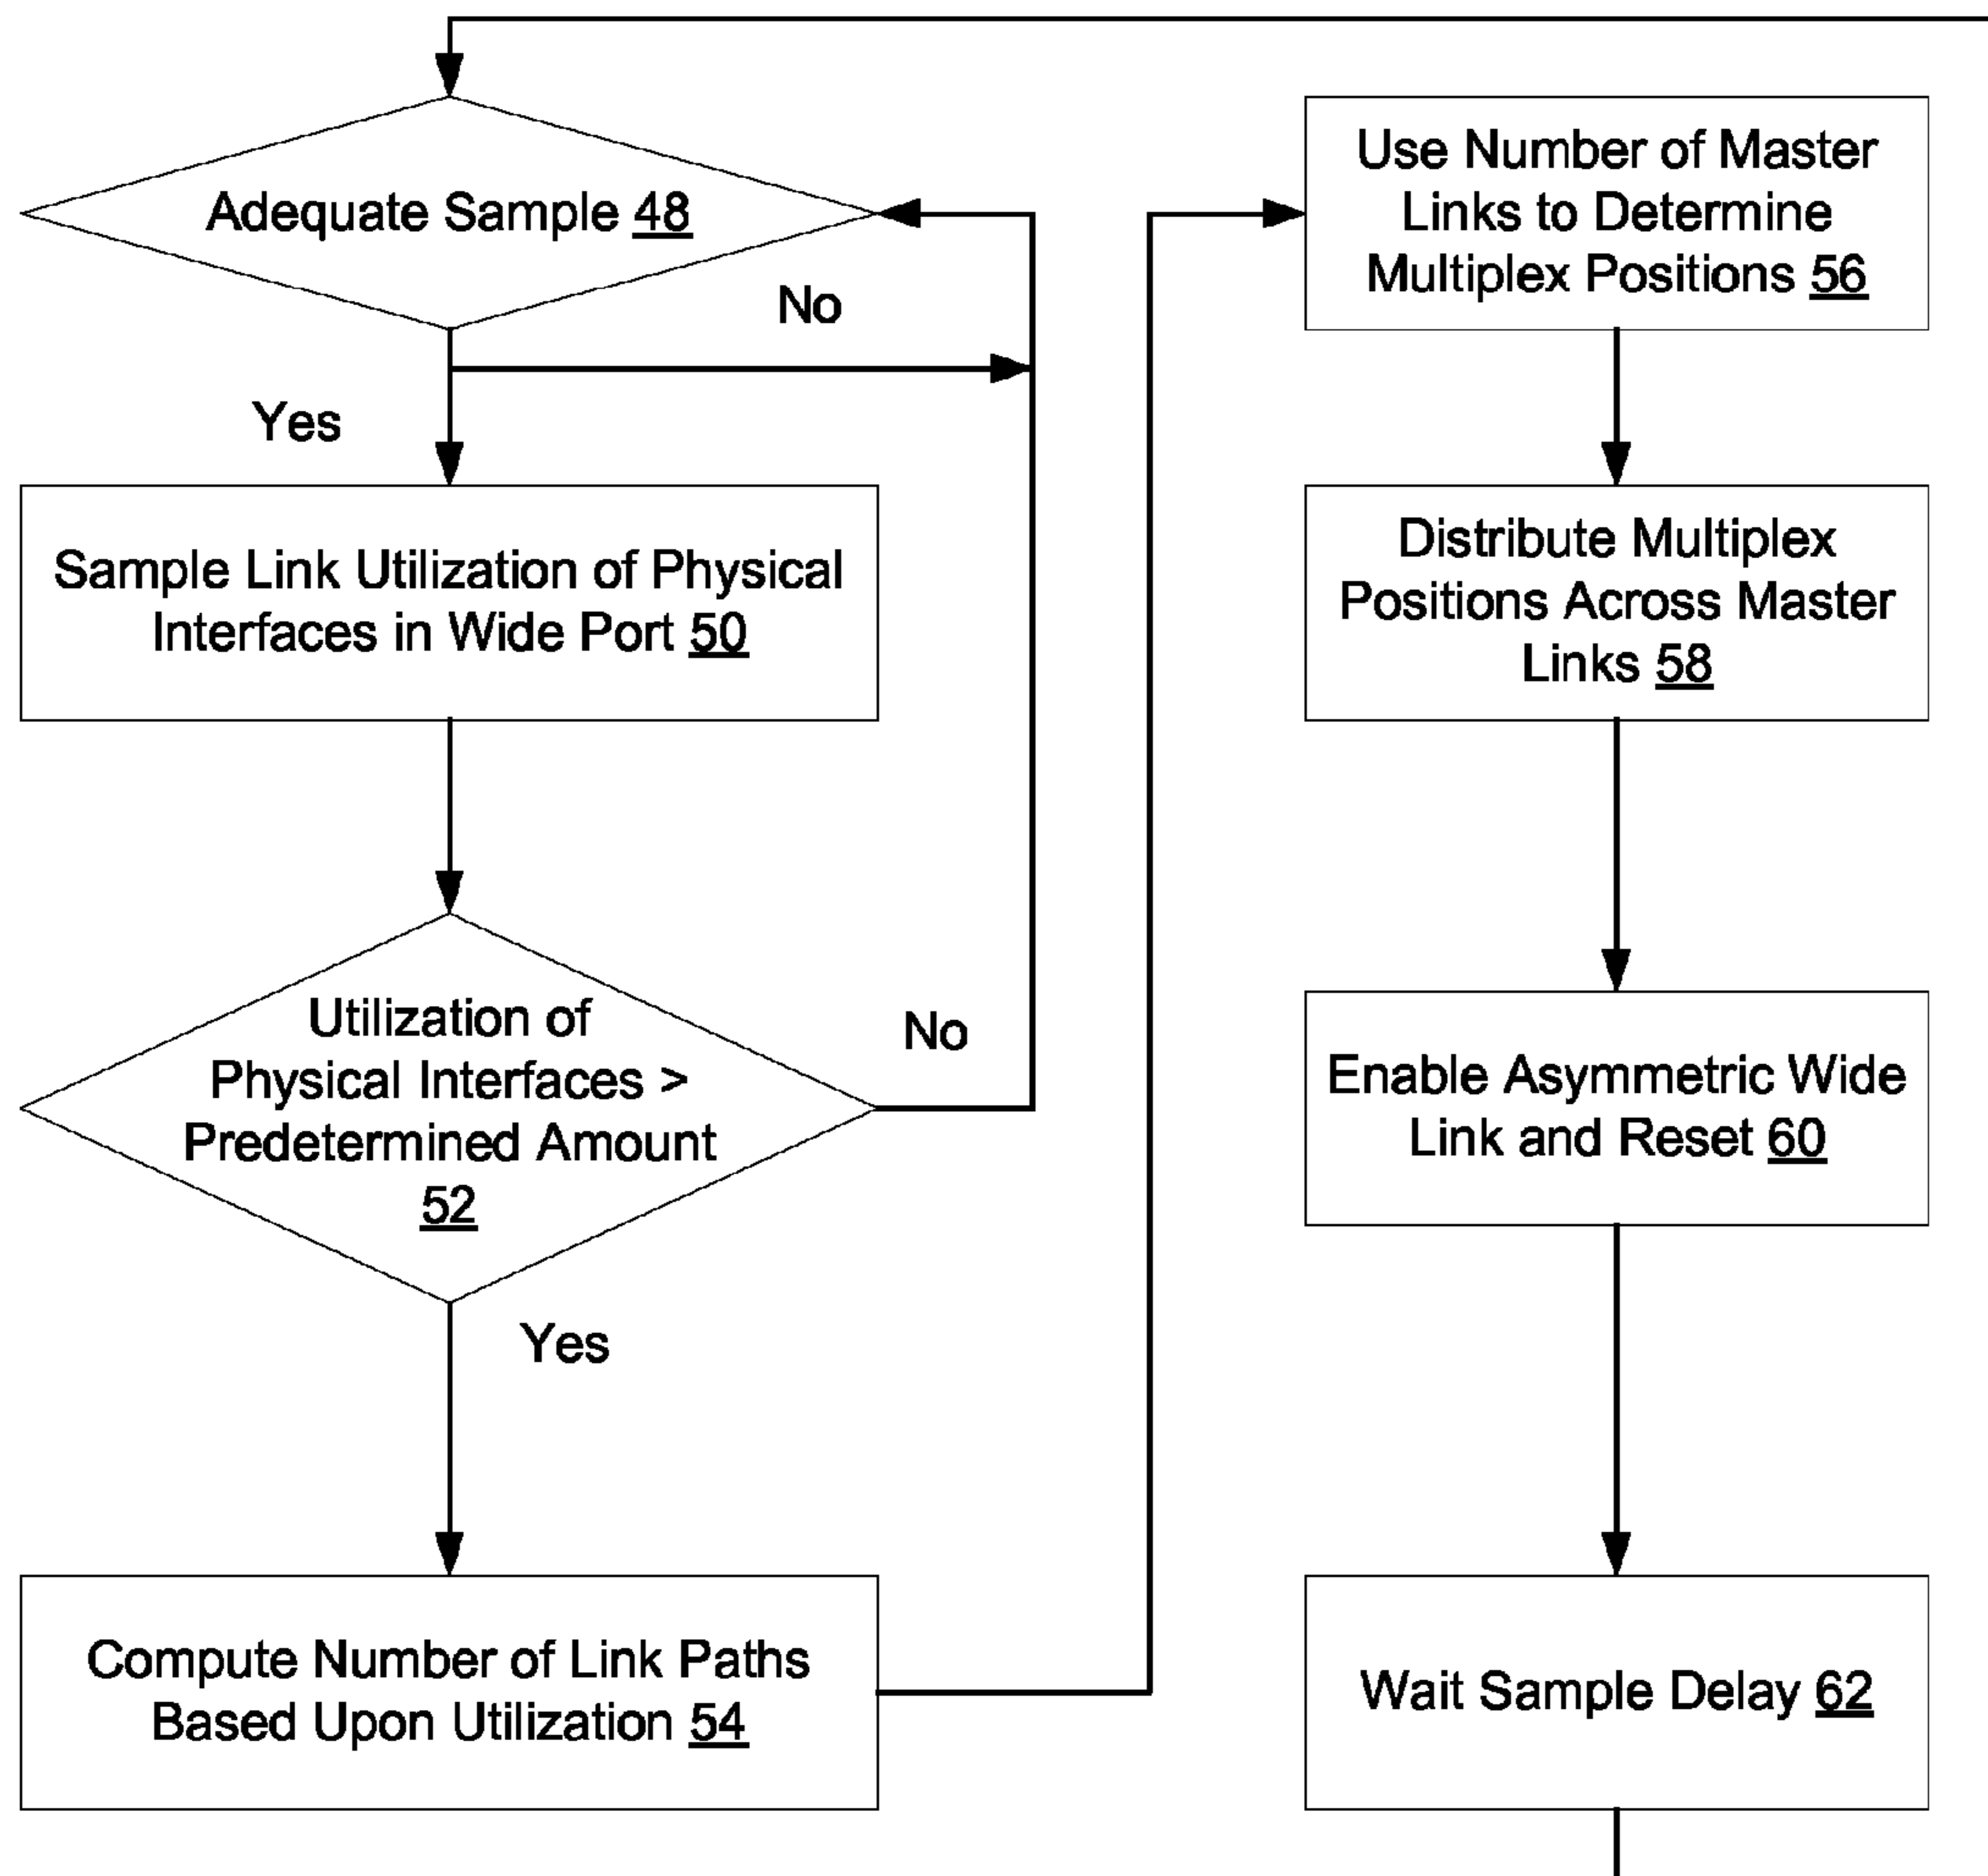 Adequate Sample 48
No
Yes
Sample Link Utilization of Physical
Interfaces in Wide Port 50
Utilization of
Physical Interfaces >
Predetermined Amount
52
No
Yes
Compute Number of Link Paths
Based Upon Utilization 54
Use Number of Master
Links to Determine
Multiplex Positions 56
Distribute Multiplex
Positions Across Master
Links 58
Enable Asymmetric Wide
Link and Reset 60
Wait Sample Delay 62